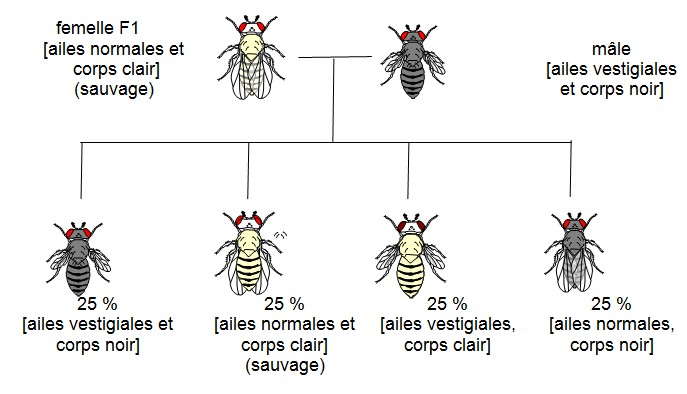 femelle F1
[ailes normales et
corps clair]
(sauvage)
mâle
[ailes vestigiales
et corps noir]
25 %
[ailes vestigiales et
corps noir]
25 %
[ailes normales et
corps clair]
(sauvage)
25 %
[ailes vestigiales,
corps clair]
25 %
[ailes normales,
corps noir]